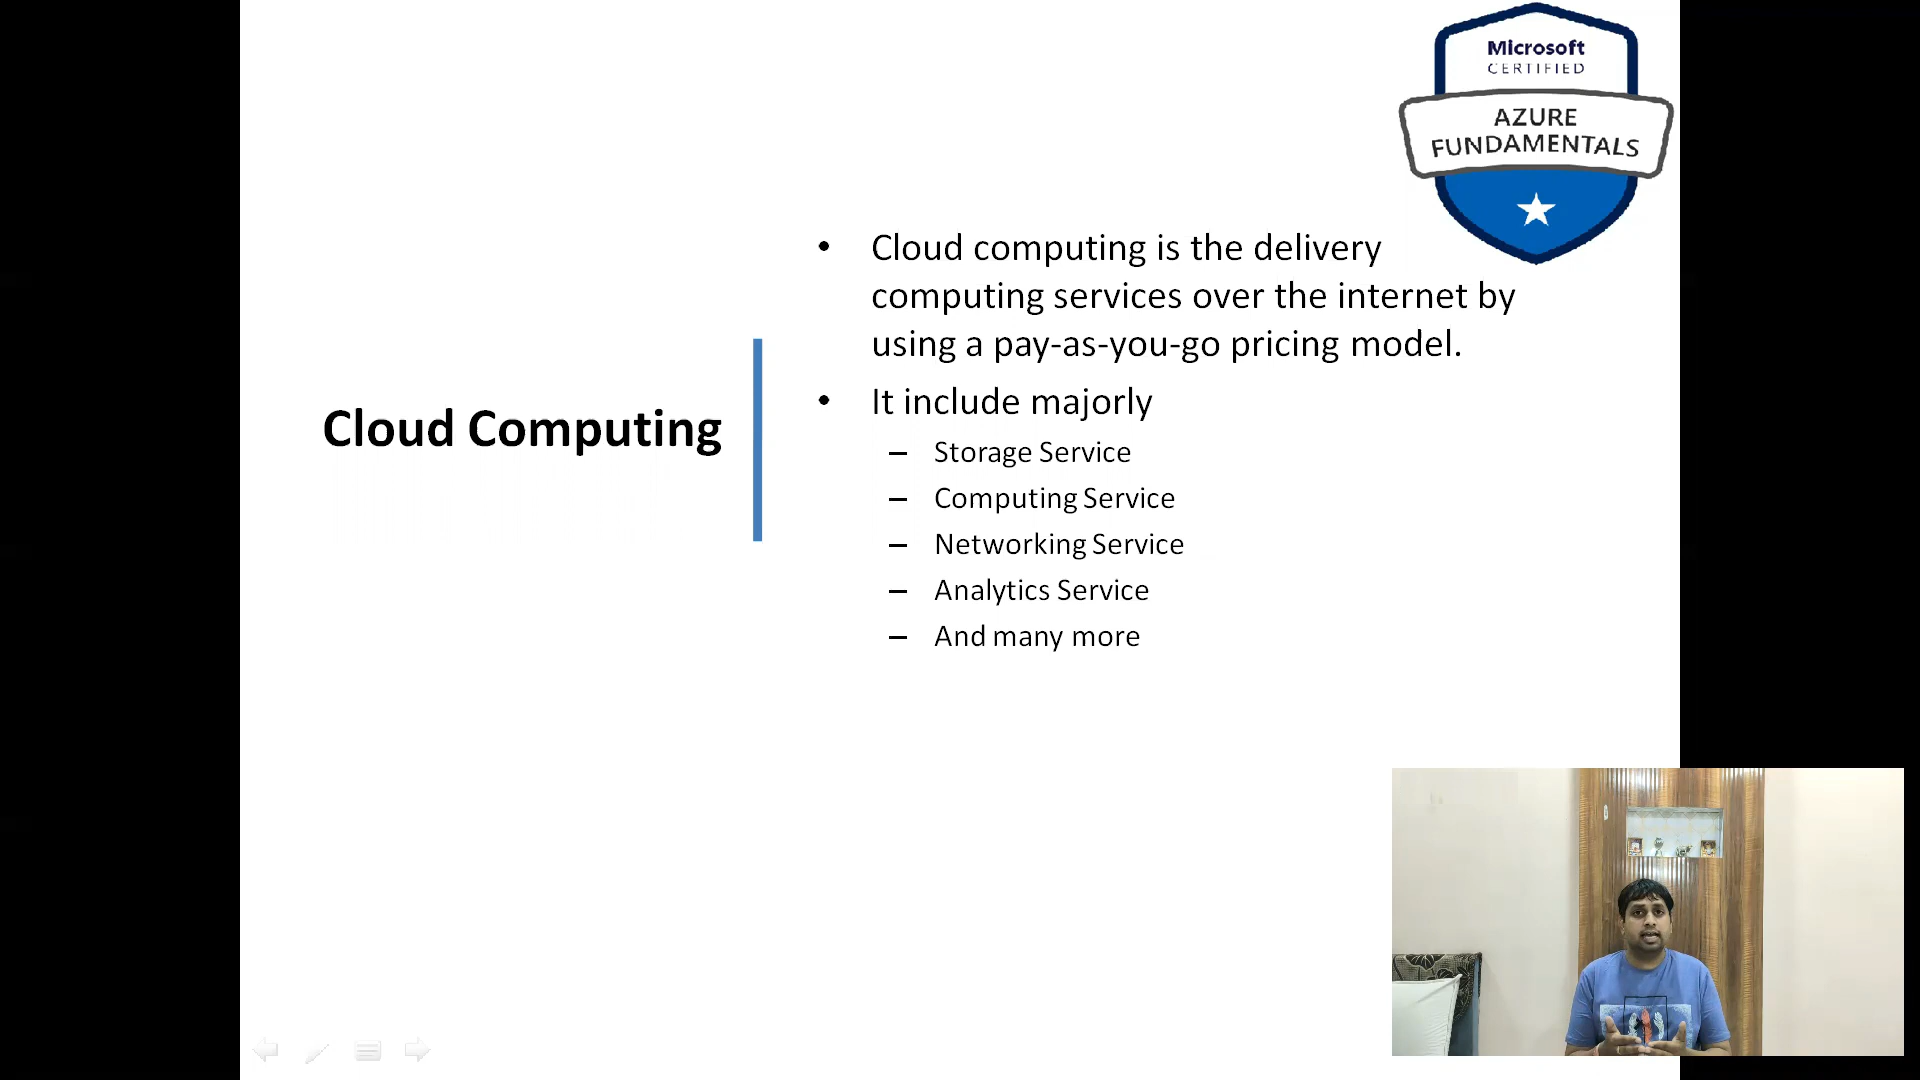 Microsoft
CERTIFIED
AZURE
FUNDAMENTALS
Cloud Computing
• Cloud computing is the delivery
computing services over the internet by
using a pay-as-you-go pricing model.
• It include majorly
– Storage Service
– Computing Service
– Networking Service
– Analytics Service
– And many more